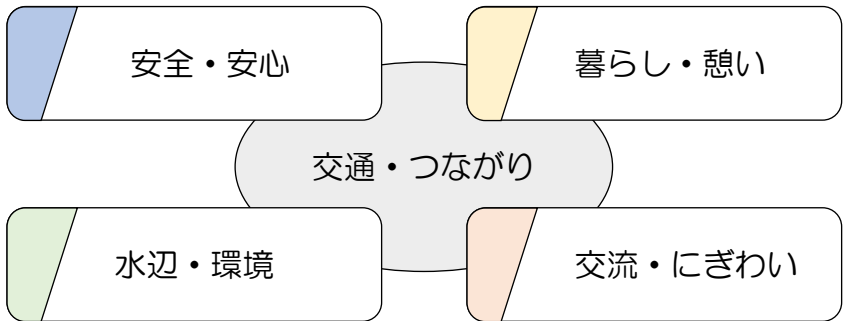 安全・安心
暮らし・憩い
交通・つながり
水辺・環境
交流・にぎわい